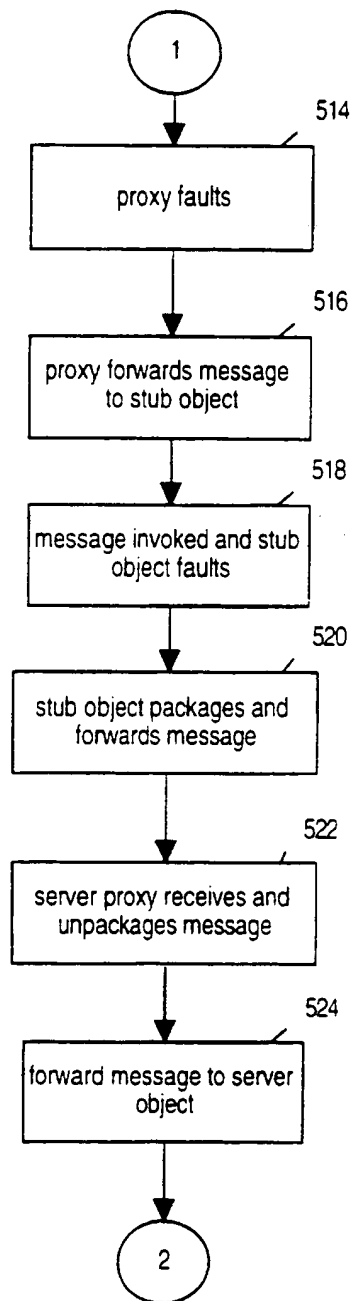 1
514
proxy faults
516
proxy forwards message
to stub object
518
message invoked and stub
object faults
520
stub object packages and
forwards message
522
server proxy receives and
unpackages message
524
forward message to server
object
2